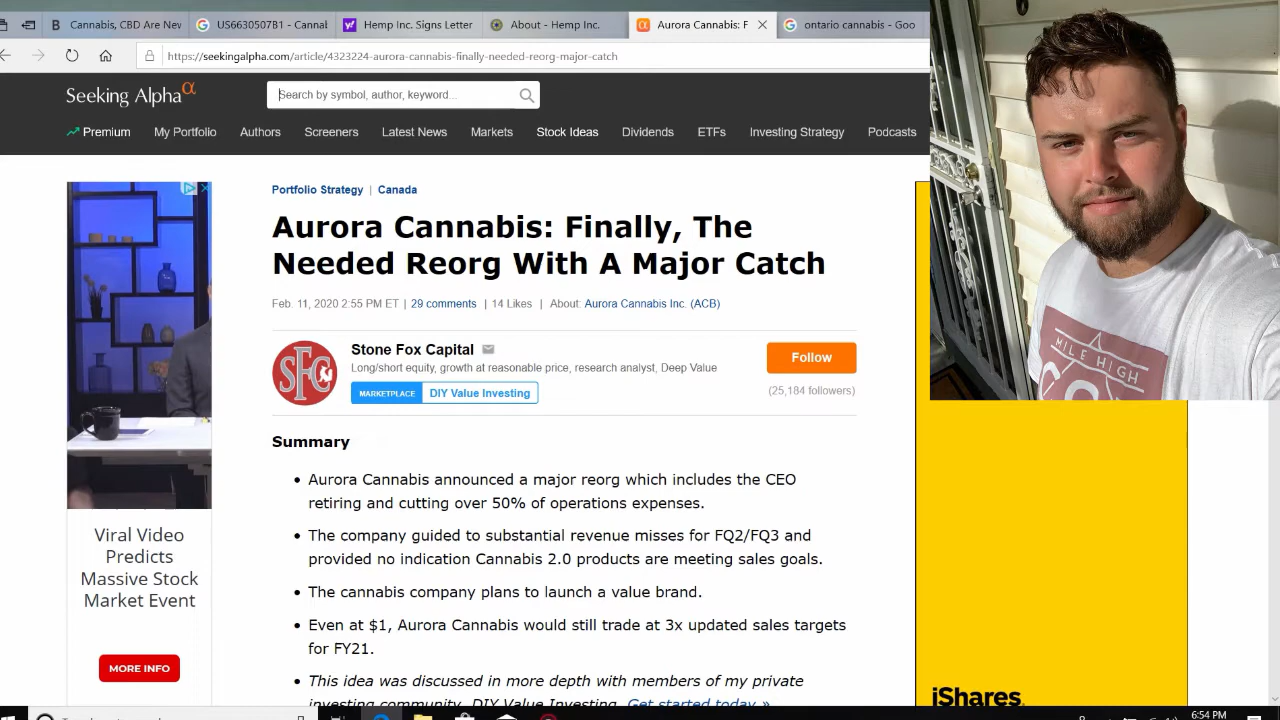 Cannabis, CBD Are New
US6630507B1 - Cannal
Hemp Inc. Signs Letter
About - Hemp Inc.
Aurora Cannabis: F
ontario cannabis - Goo
https://seekingalpha.com/article/4323224-aurora-cannabis-finally-needed-reorg-major-catch
Seeking Alpha α
Search by symbol, author, keyword...
Premium My Portfolio Authors Screeners Latest News Markets Stock Ideas Dividends ETFs Investing Strategy Podcasts
Portfolio Strategy | Canada
Aurora Cannabis: Finally, The
Needed Reorg With A Major Catch
Feb. 11, 2020 2:55 PM ET | 29 comments | 14 Likes | About: Aurora Cannabis Inc. (ACB)
SFC
Stone Fox Capital
Long/short equity, growth at reasonable price, research analyst, Deep Value
MARKETPLACE DIY Value Investing
Follow
(25,184 followers)
Summary
Aurora Cannabis announced a major reorg which includes the CEO
retiring and cutting over 50% of operations expenses.
The company guided to substantial revenue misses for FQ2/FQ3 and
provided no indication Cannabis 2.0 products are meeting sales goals.
The cannabis company plans to launch a value brand.
Even at $1, Aurora Cannabis would still trade at 3x updated sales targets
for FY21.
This idea was discussed in more depth with members of my private
investing community, DIY Value Investing. Get started today »
Viral Video
Predicts
Massive Stock
Market Event
MORE INFO
MILE HIGH
iShares
6:54 PM